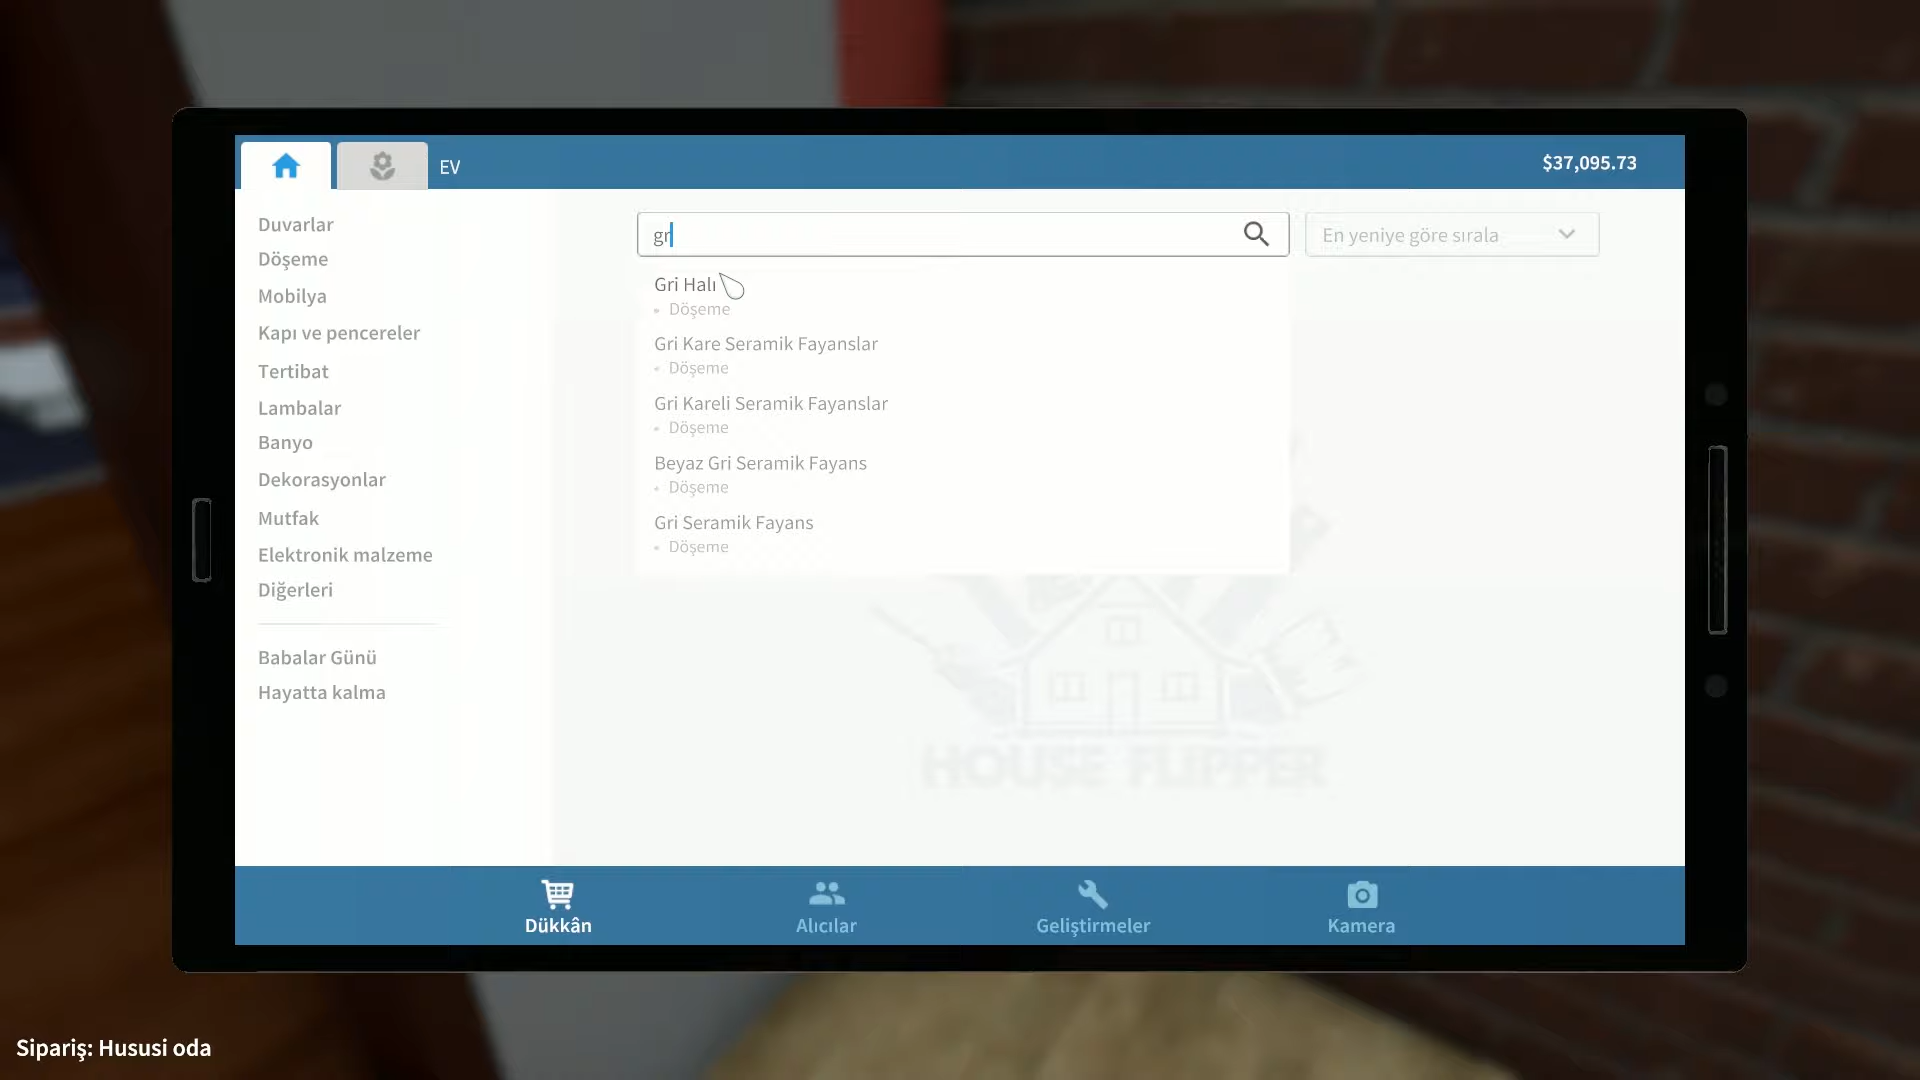 EV
$37,095.73
Duvarlar
Döşeme
Mobilya
Kapı ve pencereler
Tertibat
Lambalar
Banyo
Dekorasyonlar
Mutfak
Elektronik malzeme
Diğerleri
Babalar Günü
Hayatta kalma
gr
En yeniye göre sırala
Gri Halı
Döşeme
Gri Kare Seramik Fayanslar
Döşeme
Gri Kareli Seramik Fayanslar
Döşeme
Beyaz Gri Seramik Fayans
Döşeme
Gri Seramik Fayans
Döşeme
HOUSE FLIPPER
Dükkân
Alıcılar
Geliştirmeler
Kamera
Sipariş: Hususi oda